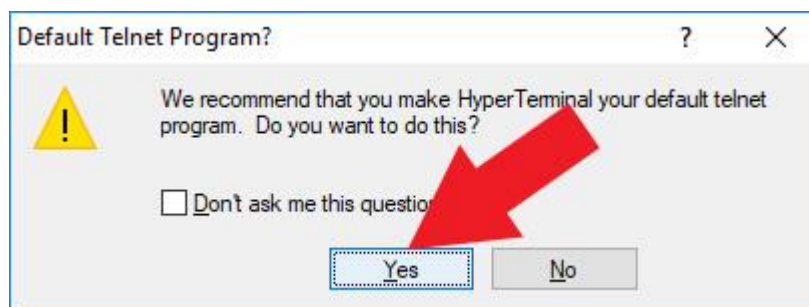 Default Telnet Program?
?
We recommend that you make HyperTerminal your default telnet
program. Do you want to do this?
Don't ask me this question
Yes
No